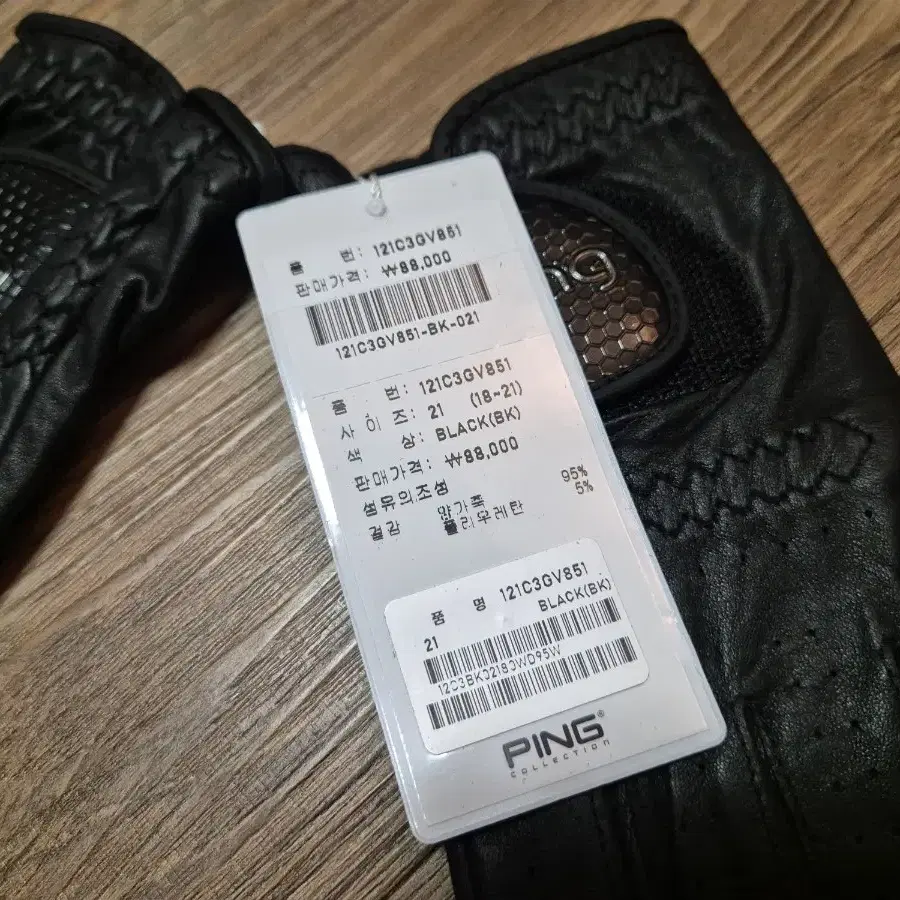 품 번: 121C3GV851
판매가격: ₩88,000
121C3GV851-BK-021
품 번: 121C3GV851
사 이 즈: 21 (18~21)
색 상: BLACK(BK)
판매가격: ₩88,000
섬유의조성
겉감 양가죽 95%
폴리우레탄 5%
품 명 121C3GV851
21 BLACK(BK)
PING®
COLLECTION